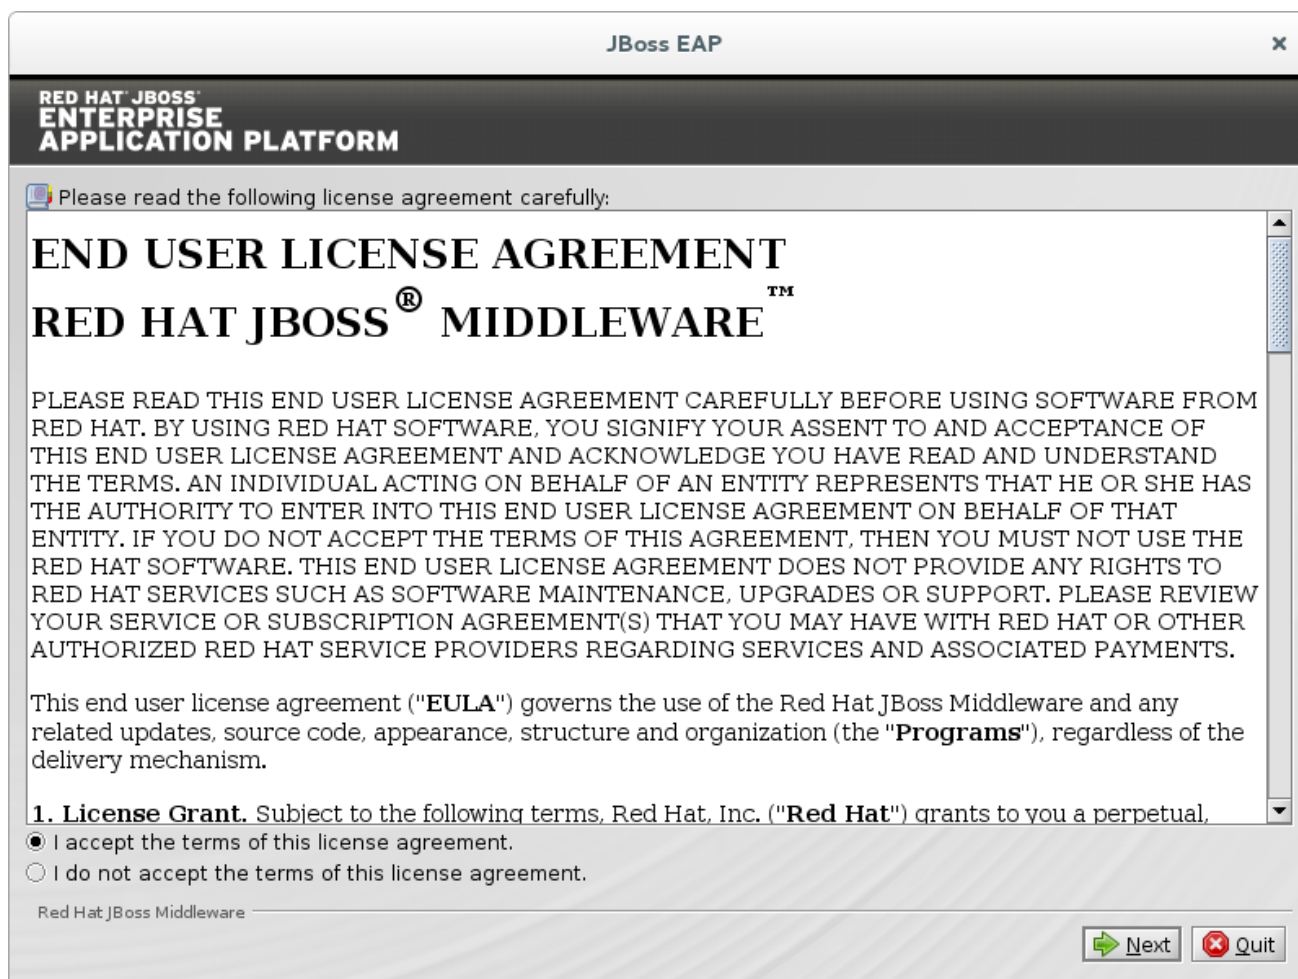 JBoss EAP
RED HAT® JBOSS®
ENTERPRISE
APPLICATION PLATFORM
Please read the following license agreement carefully:
END USER LICENSE AGREEMENT
RED HAT JBOSS® MIDDLEWARE™
PLEASE READ THIS END USER LICENSE AGREEMENT CAREFULLY BEFORE USING SOFTWARE FROM
RED HAT. BY USING RED HAT SOFTWARE, YOU SIGNIFY YOUR ASSENT TO AND ACCEPTANCE OF
THIS END USER LICENSE AGREEMENT AND ACKNOWLEDGE YOU HAVE READ AND UNDERSTAND
THE TERMS. AN INDIVIDUAL ACTING ON BEHALF OF AN ENTITY REPRESENTS THAT HE OR SHE HAS
THE AUTHORITY TO ENTER INTO THIS END USER LICENSE AGREEMENT ON BEHALF OF THAT
ENTITY. IF YOU DO NOT ACCEPT THE TERMS OF THIS AGREEMENT, THEN YOU MUST NOT USE THE
RED HAT SOFTWARE. THIS END USER LICENSE AGREEMENT DOES NOT PROVIDE ANY RIGHTS TO
RED HAT SERVICES SUCH AS SOFTWARE MAINTENANCE, UPGRADES OR SUPPORT. PLEASE REVIEW
YOUR SERVICE OR SUBSCRIPTION AGREEMENT(S) THAT YOU MAY HAVE WITH RED HAT OR OTHER
AUTHORIZED RED HAT SERVICE PROVIDERS REGARDING SERVICES AND ASSOCIATED PAYMENTS.
This end user license agreement ("EULA") governs the use of the Red Hat JBoss Middleware and any
related updates, source code, appearance, structure and organization (the "Programs"), regardless of the
delivery mechanism.
1. License Grant. Subject to the following terms, Red Hat, Inc. ("Red Hat") grants to you a perpetual,
I accept the terms of this license agreement.
I do not accept the terms of this license agreement.
Red Hat JBoss Middleware
Next Quit